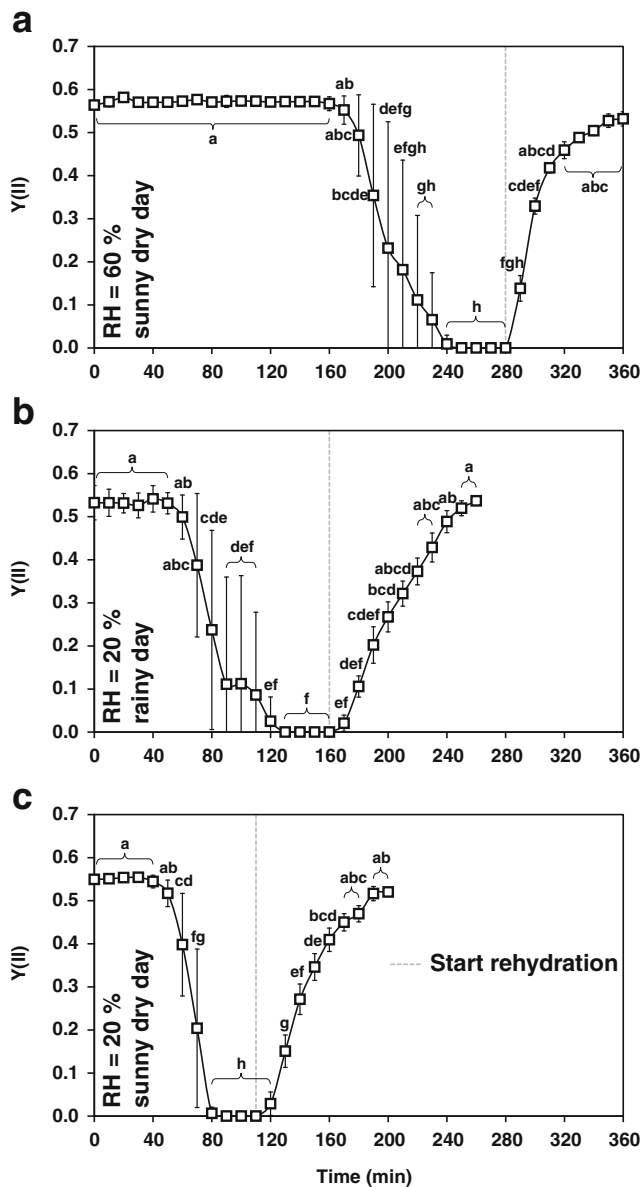 a
0.7
0.6
0.5
0.4
0.3
0.2
0.1
0.0
Y(II)
RH = 60 %
sunny dry day
a
ab
abc
bcde
defg
efgh
gh
h
fgh
cdef
abcd
abc
0 40 80 120 160 200 240 280 320 360
b
0.7
0.6
0.5
0.4
0.3
0.2
0.1
0.0
Y(II)
RH = 20 %
rainy day
a
ab
abc
cde
def
ef
f
ef
def
cdef
bcd
abcd
abc
ab
a
0 40 80 120 160 200 240 280 320 360
c
0.7
0.6
0.5
0.4
0.3
0.2
0.1
0.0
Y(II)
RH = 20 %
sunny dry day
a
ab
cd
fg
h
g
ef
de
bcd
abc
ab
Start rehydration
0 40 80 120 160 200 240 280 320 360
Time (min)